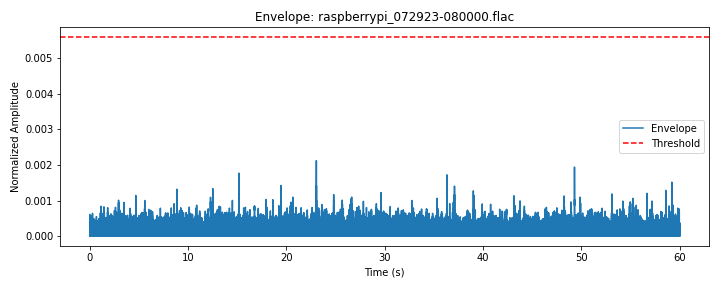 Envelope: raspberrypi_072923-080000.flac
Normalized Amplitude
0.005
0.004
0.003
0.002
0.001
0.000
Envelope
Threshold
0
10
20
30
40
50
60
Time (s)